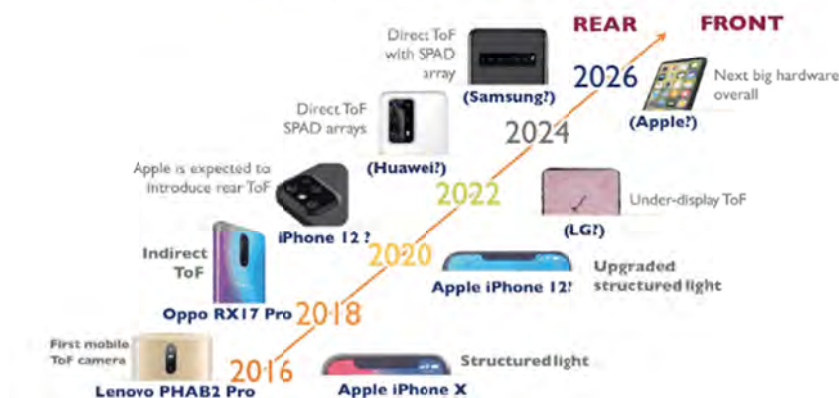 REAR FRONT
Direct ToF
with SPAD
array
2026
Next big hardware
overall
(Samsung?)
(Apple?)
Direct ToF
SPAD arrays
2024
(Huawei?)
Apple is expected to
introduce rear ToF
2022
Under-display ToF
(LG?)
iPhone 12 ?
Indirect
ToF
2020
Apple iPhone 12?
Upgraded
structured light
Oppo RX17 Pro
2018
First mobile
ToF camera
2016
Structured light
Lenovo PHAB2 Pro
Apple iPhone X